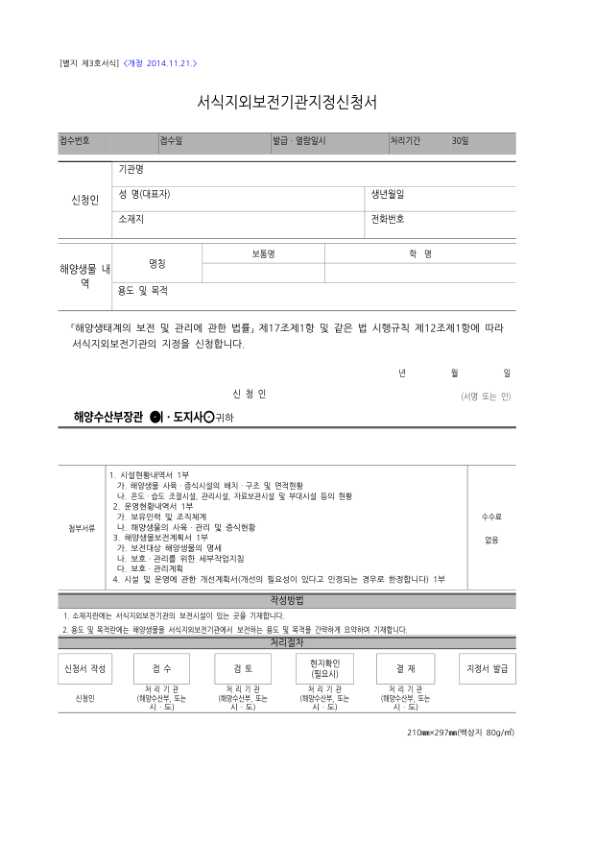 [별지 제3호서식] <개정 2014.11.21.>
서식지외보전기관지정신청서
접수번호 접수일 발급ㆍ열람일시 처리기간 30일
신청인
기관명
성 명(대표자) 생년월일
소재지 전화번호
해양생물 내
역
명칭
보통명 학 명
용도 및 목적
「해양생태계의 보전 및 관리에 관한 법률」 제17조제1항 및 같은 법 시행규칙 제12조제1항에 따라
서식지외보전기관의 지정을 신청합니다.
년 월 일
신 청 인 (서명 또는 인)
해양수산부장관 ㆍ도지사 귀하
첨부서류
1. 시설현황내역서 1부
가. 해양생물 사육ㆍ증식시설의 배치ㆍ구조 및 면적현황
나. 온도ㆍ습도 조절시설, 관리시설, 자료보관시설 및 부대시설 등의 현황
2. 운영현황내역서 1부
가. 보유인력 및 조직체계
나. 해양생물의 사육ㆍ관리 및 증식현황
3. 해양생물보전계획서 1부
가. 보전대상 해양생물의 명세
나. 보호ㆍ관리를 위한 세부작업지침
다. 보호ㆍ관리계획
4. 시설 및 운영에 관한 개선계획서(개선의 필요성이 있다고 인정되는 경우로 한정합니다) 1부
수수료
없음
작성방법
1. 소재지란에는 서식지외보전기관의 보전시설이 있는 곳을 기재합니다.
2. 용도 및 목적란에는 해양생물을 서식지외보전기관에서 보전하는 용도 및 목적을 간략하게 요약하여 기재합니다.
처리절차
신청서 작성 접 수 검 토 현지확인 결 재 지정서 발급
(필요시)
신청인 처 리 기 관 처 리 기 관 처 리 기 관 처 리 기 관
(해양수산부, 또는 (해양수산부, 또는 (해양수산부, 또는 (해양수산부, 또는
시ㆍ도) 시ㆍ도) 시ㆍ도) 시ㆍ도)
210㎜×297㎜(백상지 80g/㎡)